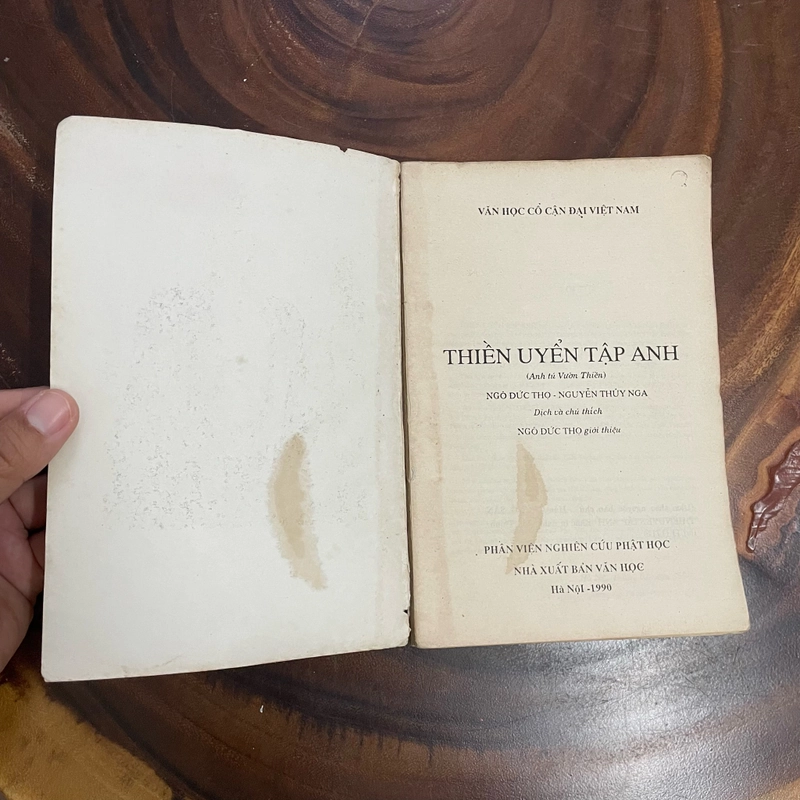 VĂN HỌC CỔ CẬN ĐẠI VIỆT NAM
THIỀN UYỂN TẬP ANH
(Anh tú Vườn Thiền)
NGÔ ĐỨC THỌ - NGUYỄN THÚY NGA
Dịch và chú thích
NGÔ ĐỨC THỌ giới thiệu
PHÂN VIỆN NGHIÊN CỨU PHẬT HỌC
NHÀ XUẤT BẢN VĂN HỌC
Hà Nội - 1990